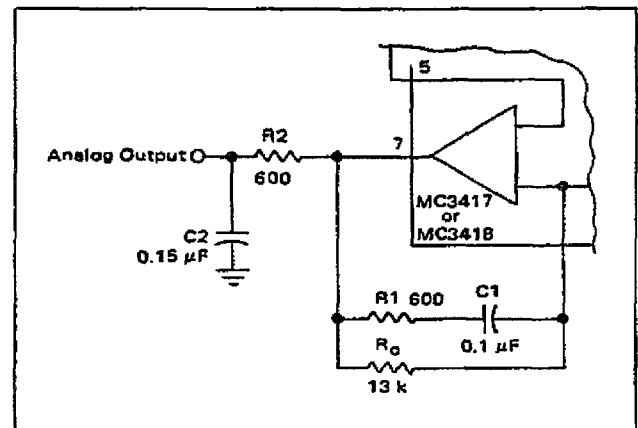 5
R2
7
Analog Output
600
MC3417
or
MC3418
C2
0.15 µF
R1 600 C1
0.1 µF
Ro
13 k